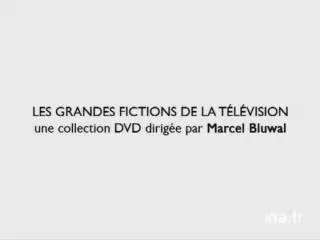 LES GRANDES FICTIONS DE LA TÉLÉVISION
une collection DVD dirigée par Marcel Bluwal
ina.fr